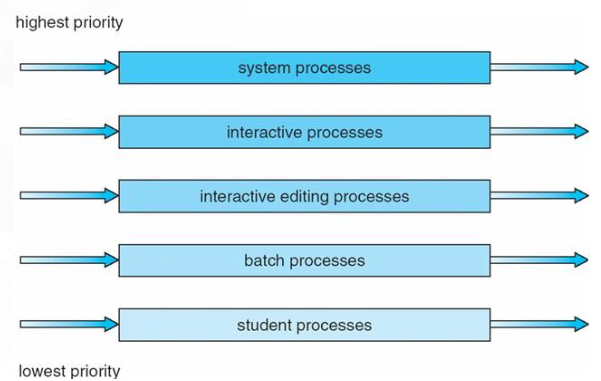 highest priority
system processes
interactive processes
interactive editing processes
batch processes
student processes
lowest priority